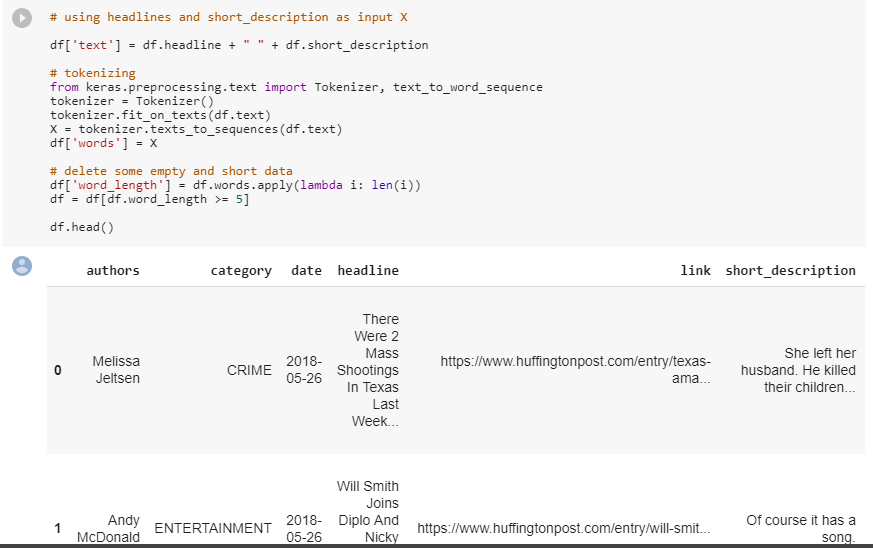 # using headlines and short_description as input X
df['text'] = df.headline + " " + df.short_description
# tokenizing
from keras.preprocessing.text import Tokenizer, text_to_word_sequence
tokenizer = Tokenizer()
tokenizer.fit_on_texts(df.text)
X = tokenizer.texts_to_sequences(df.text)
df['words'] = X
# delete some empty and short data
df['word_length'] = df.words.apply(lambda i: len(i))
df = df[df.word_length >= 5]
df.head()
authors category date headline link short_description
0
Melissa
Jeltsen
CRIME
2018-
05-26
There
Were 2
Mass
Shootings
In Texas
Last
Week...
https://www.huffingtonpost.com/entry/texas-
ama...
She left her
husband. He killed
their children...
1
Andy
McDonald
ENTERTAINMENT
2018-
05-26
Will Smith
Joins
Diplo And
Nicky
https://www.huffingtonpost.com/entry/will-smit...
Of course it has a
song.